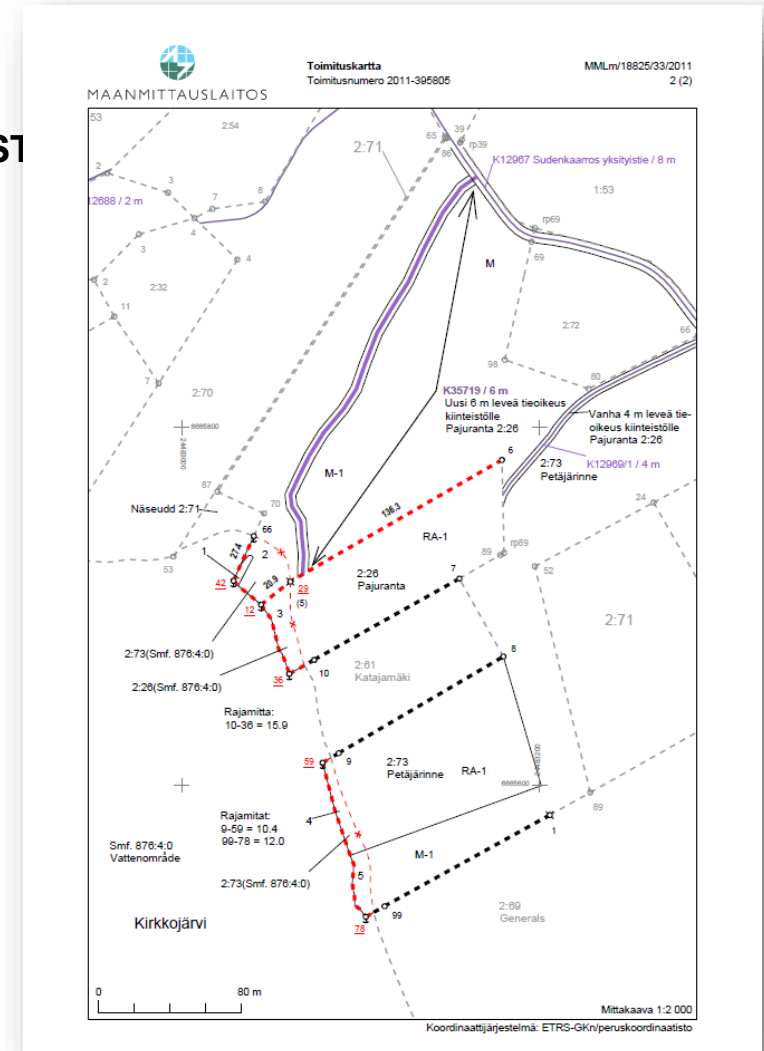 ST
MAANMITTAUSLAITOS
Toimituskartta
Toimitusnumero 2011-395805
MMLm/18825/33/2011
2 (2)
:53
2:54
2:71
65
39
86
rp39
K12967 Sudenkaarros yksityistie / 8 m
2
3
8
7
1:53
12688 / 2 m
4
rp69
3
69
4
M
2
2:32
11
2:72
66
98
7
80
2:70
K35719 / 6 m
Uusi 6 m leveä tieoikeus
kiinteistölle
Pajuranta 2:26
Vanha 4 m leveä tie-
oikeus kiinteistölle
Pajuranta 2:26
6665800
24480000
6
K12969/1 / 4 m
2:73
Petäjärinne
M-1
87
136.3
24
Näseudd 2:71
70
66
RA-1
1
27.4
2
53
89
rp89
52
2:26
Pajuranta
7
42
20.9
29
(5)
12
3
2:71
2:73(Smf. 876:4:0)
8
10
2:61
Katajamäki
2:26(Smf. 876:4:0)
36
Rajamitta:
10-36 = 15.9
59
9
2:73
Petäjärinne
RA-1
6665600
24480200
89
Rajamitat:
9-59 = 10.4
99-78 = 12.0
4
1
Smf. 876:4:0
Vattenområde
M-1
2:73(Smf. 876:4:0)
5
99
2:69
Generals
Kirkkojärvi
78
0
80 m
Mittakaava 1:2 000
Koordinaattijärjestelmä: ETRS-GKn/peruskoordinaatisto